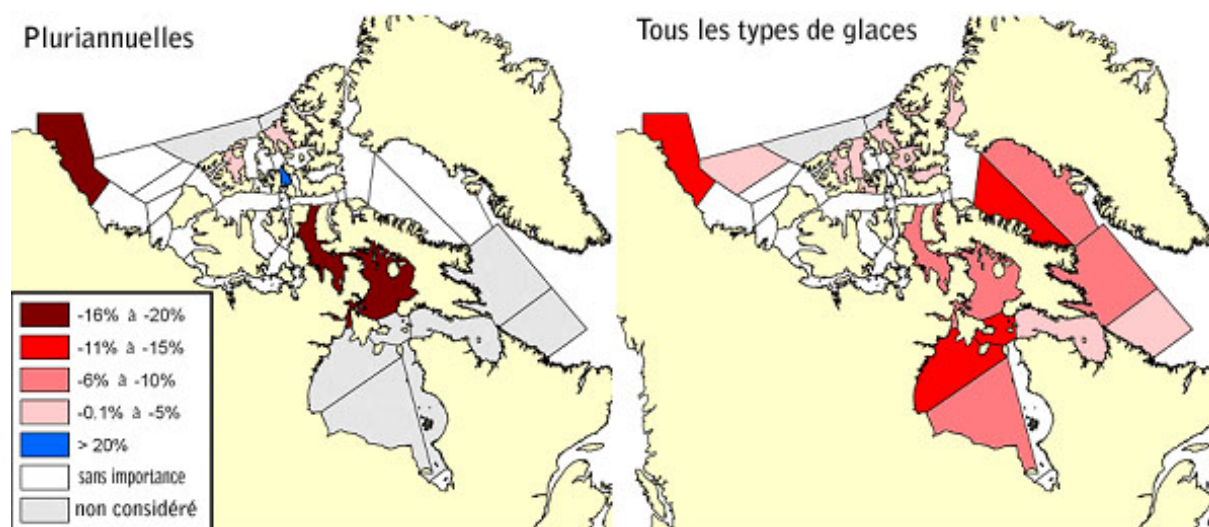 Pluriannuelles
Tous les types de glaces
-16% à -20%
-11% à -15%
-6% à -10%
-0.1% à -5%
> 20%
sans importance
non considéré